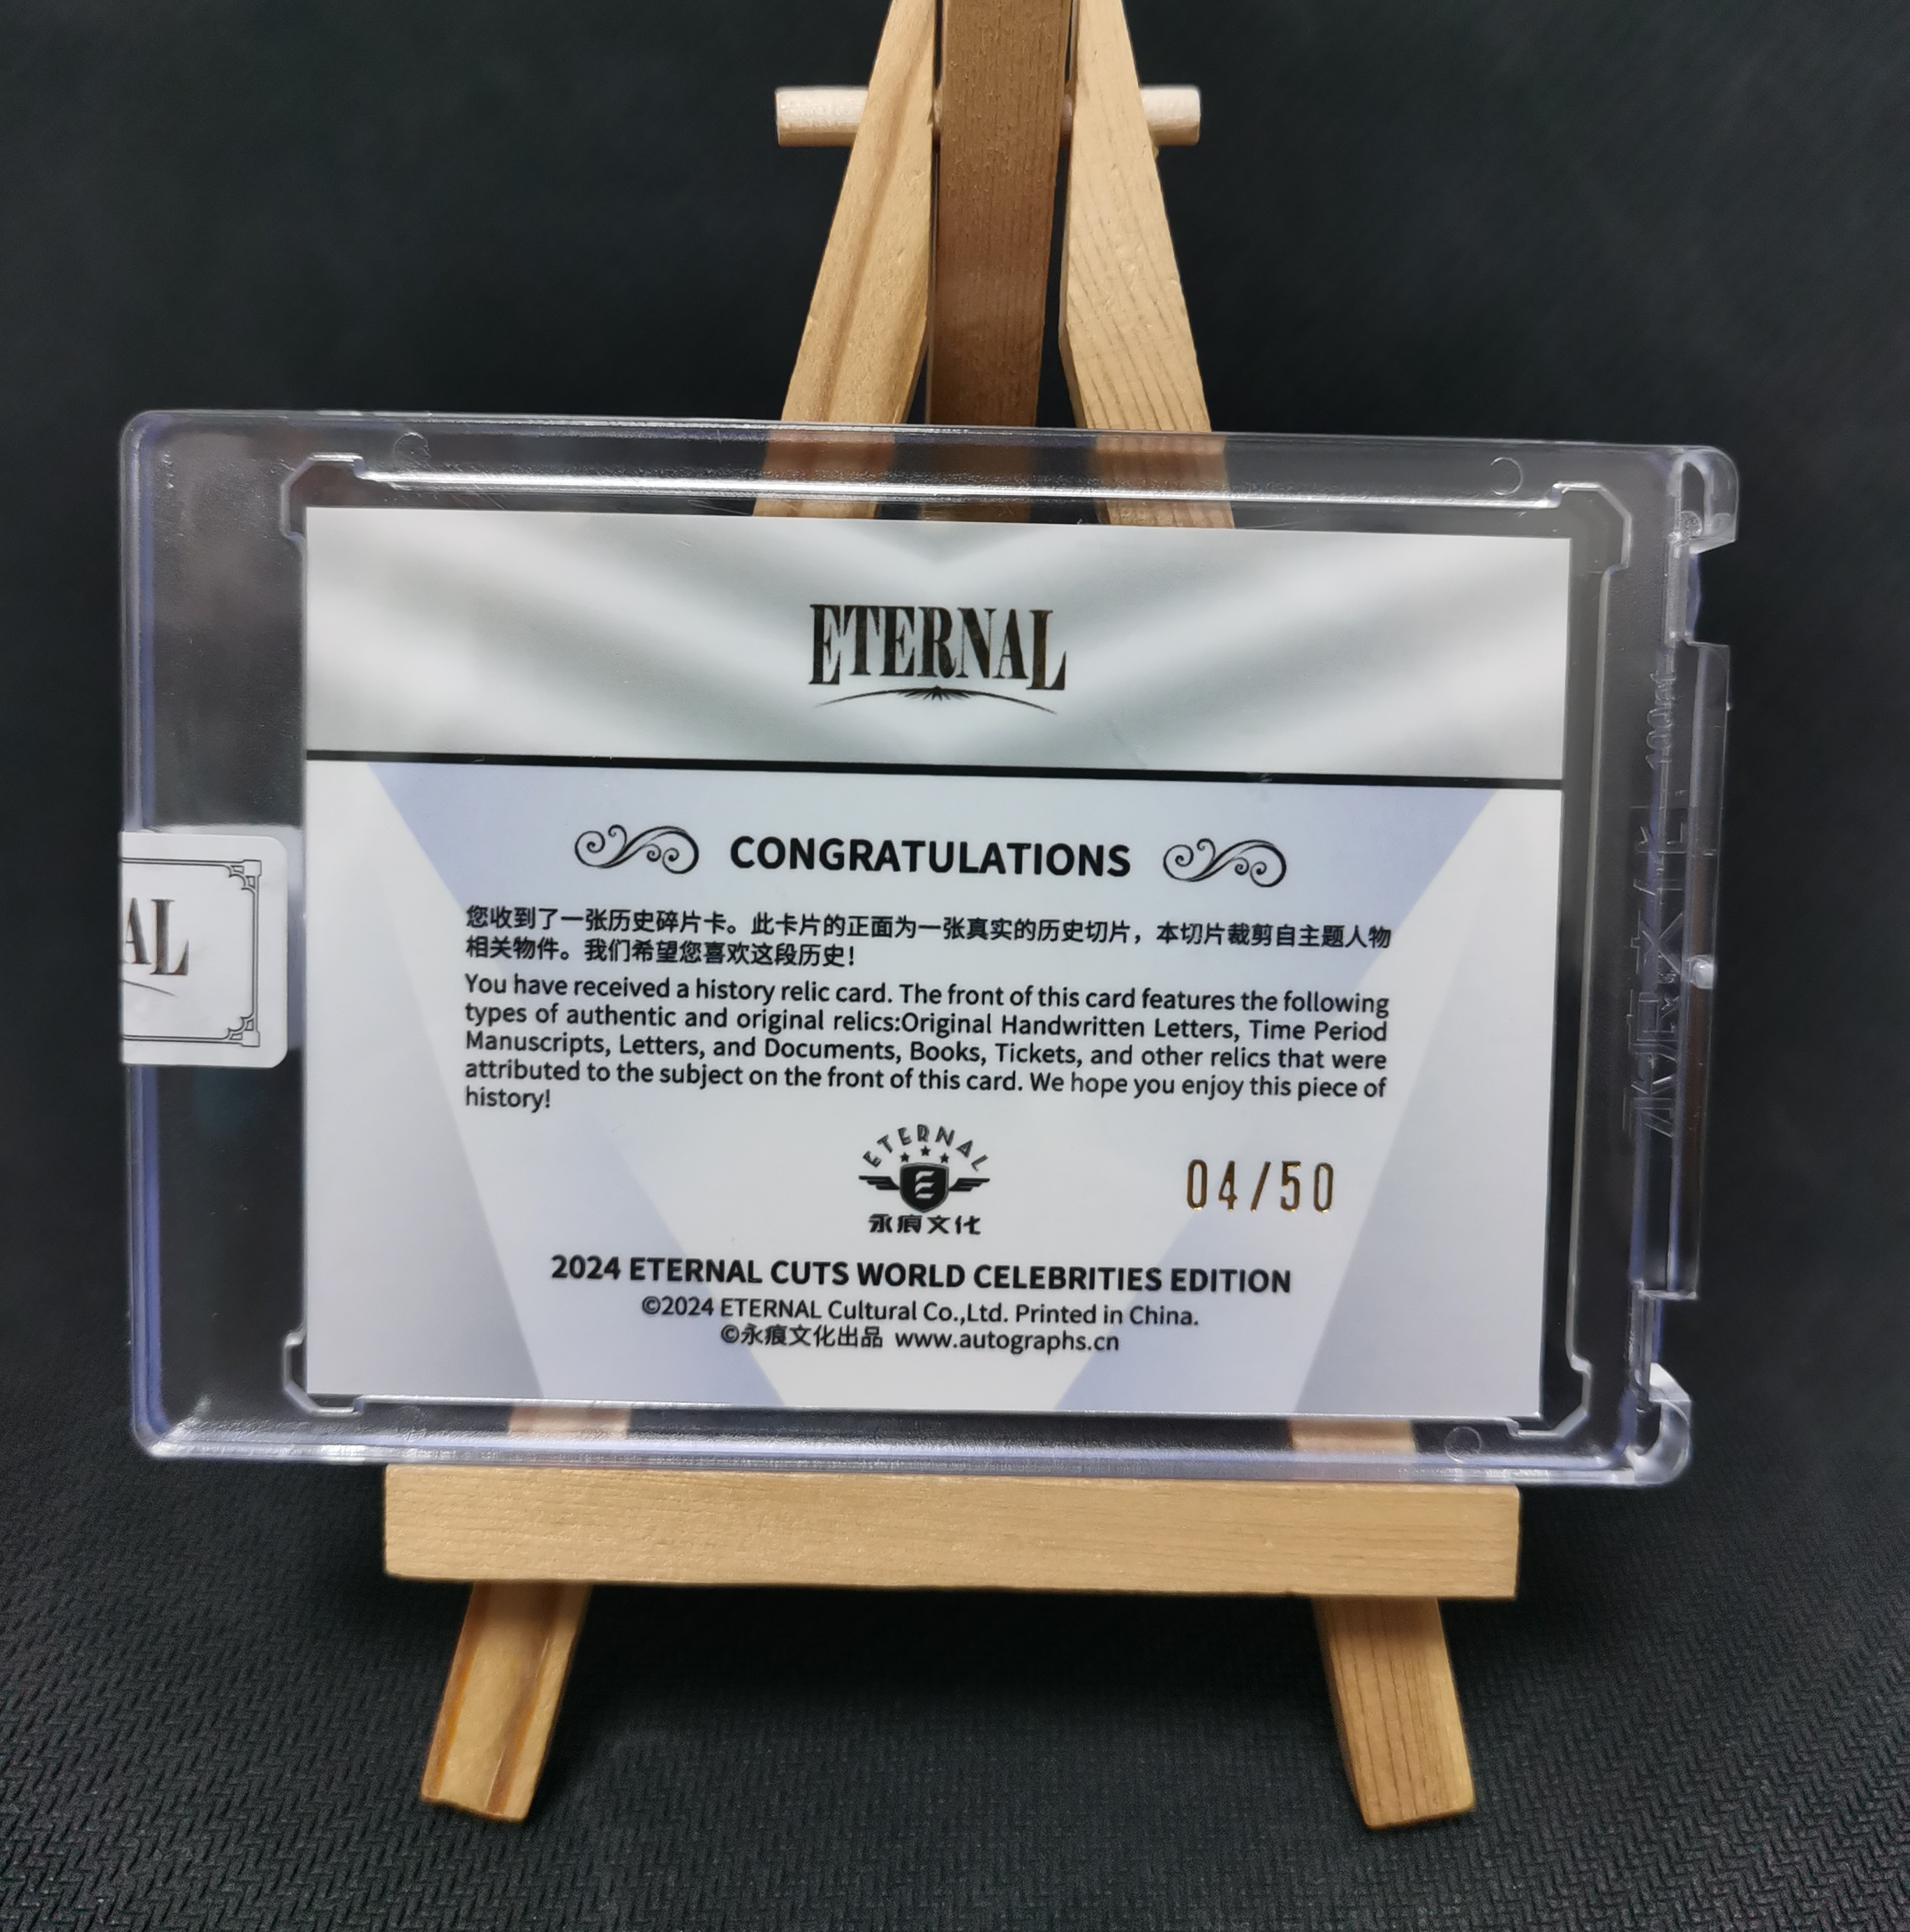 ETERNAL
CONGRATULATIONS
您收到了一张历史碎片卡。此卡片的正面为一张真实的历史切片，本切片裁剪自主题人物
相关物件。我们希望您喜欢这段历史！
You have received a history relic card. The front of this card features the following
types of authentic and original relics:Original Handwritten Letters, Time Period
Manuscripts, Letters, and Documents, Books, Tickets, and other relics that were
attributed to the subject on the front of this card. We hope you enjoy this piece of
history!
ETERNAL
永痕文化
04/50
2024 ETERNAL CUTS WORLD CELEBRITIES EDITION
©2024 ETERNAL Cultural Co.,Ltd. Printed in China.
©永痕文化出品 www.autographs.cn
AL
永痕文化